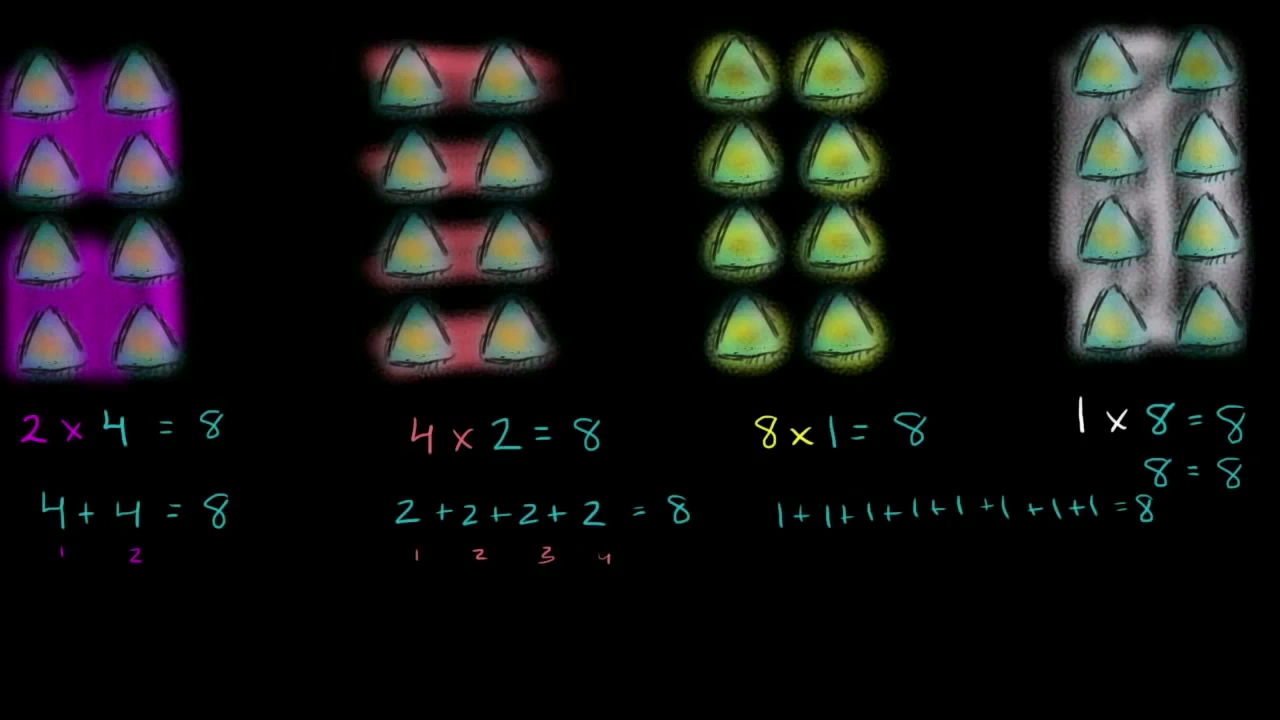 2 x 4 = 8
4 + 4 = 8
1 2
4 x 2 = 8
2 + 2 + 2 + 2 = 8
1 2 3 4
8 x 1 = 8
1 + 1 + 1 + 1 + 1 + 1 + 1 + 1 = 8
1 x 8 = 8
8 = 8